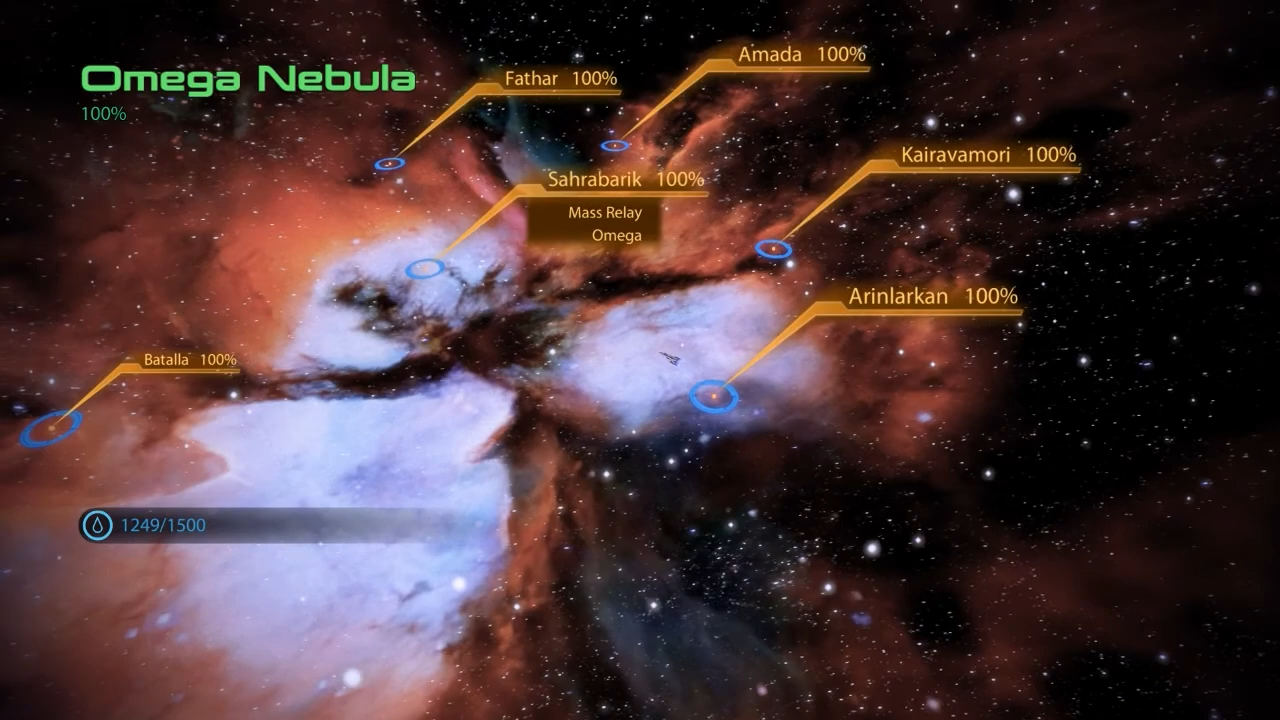 Omega Nebula
100%
Fathar 100%
Amada 100%
Sahrabarik 100%
Mass Relay
Omega
Kairavamori 100%
Arinlarkan 100%
Batalla 100%
1249/1500